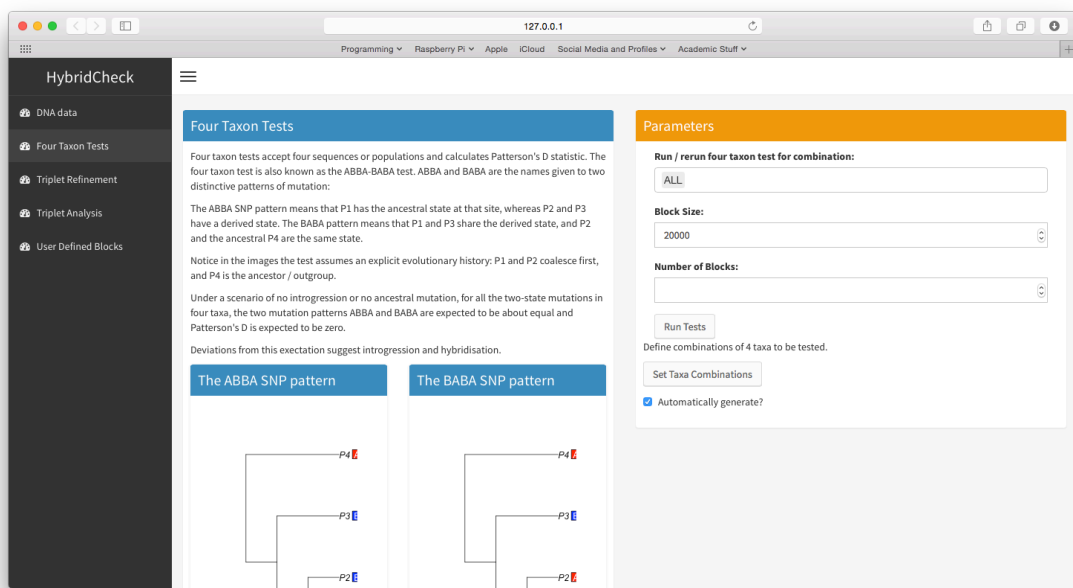 127.0.0.1
Programming Raspberry Pi Apple iCloud Social Media and Profiles Academic Stuff
HybridCheck
DNA data
Four Taxon Tests
Triplet Refinement
Triplet Analysis
User Defined Blocks
Four Taxon Tests
Four taxon tests accept four sequences or populations and calculates Patterson's D statistic. The
four taxon test is also known as the ABBA-BABA test. ABBA and BABA are the names given to two
distinctive patterns of mutation:
The ABBA SNP pattern means that P1 has the ancestral state at that site, whereas P2 and P3
have a derived state. The BABA pattern means that P1 and P3 share the derived state, and P2
and the ancestral P4 are the same state.
Notice in the images the test assumes an explicit evolutionary history: P1 and P2 coalesce first,
and P4 is the ancestor / outgroup.
Under a scenario of no introgression or no ancestral mutation, for all the two-state mutations in
four taxa, the two mutation patterns ABBA and BABA are expected to be about equal and
Patterson's D is expected to be zero.
Deviations from this exectation suggest introgression and hybridisation.
The ABBA SNP pattern
P4 A
P3 B
P2 B
The BABA SNP pattern
P4 A
P3 B
P2 A
Parameters
Run / rerun four taxon test for combination:
ALL
Block Size:
20000
Number of Blocks:
Run Tests
Define combinations of 4 taxa to be tested.
Set Taxa Combinations
Automatically generate?